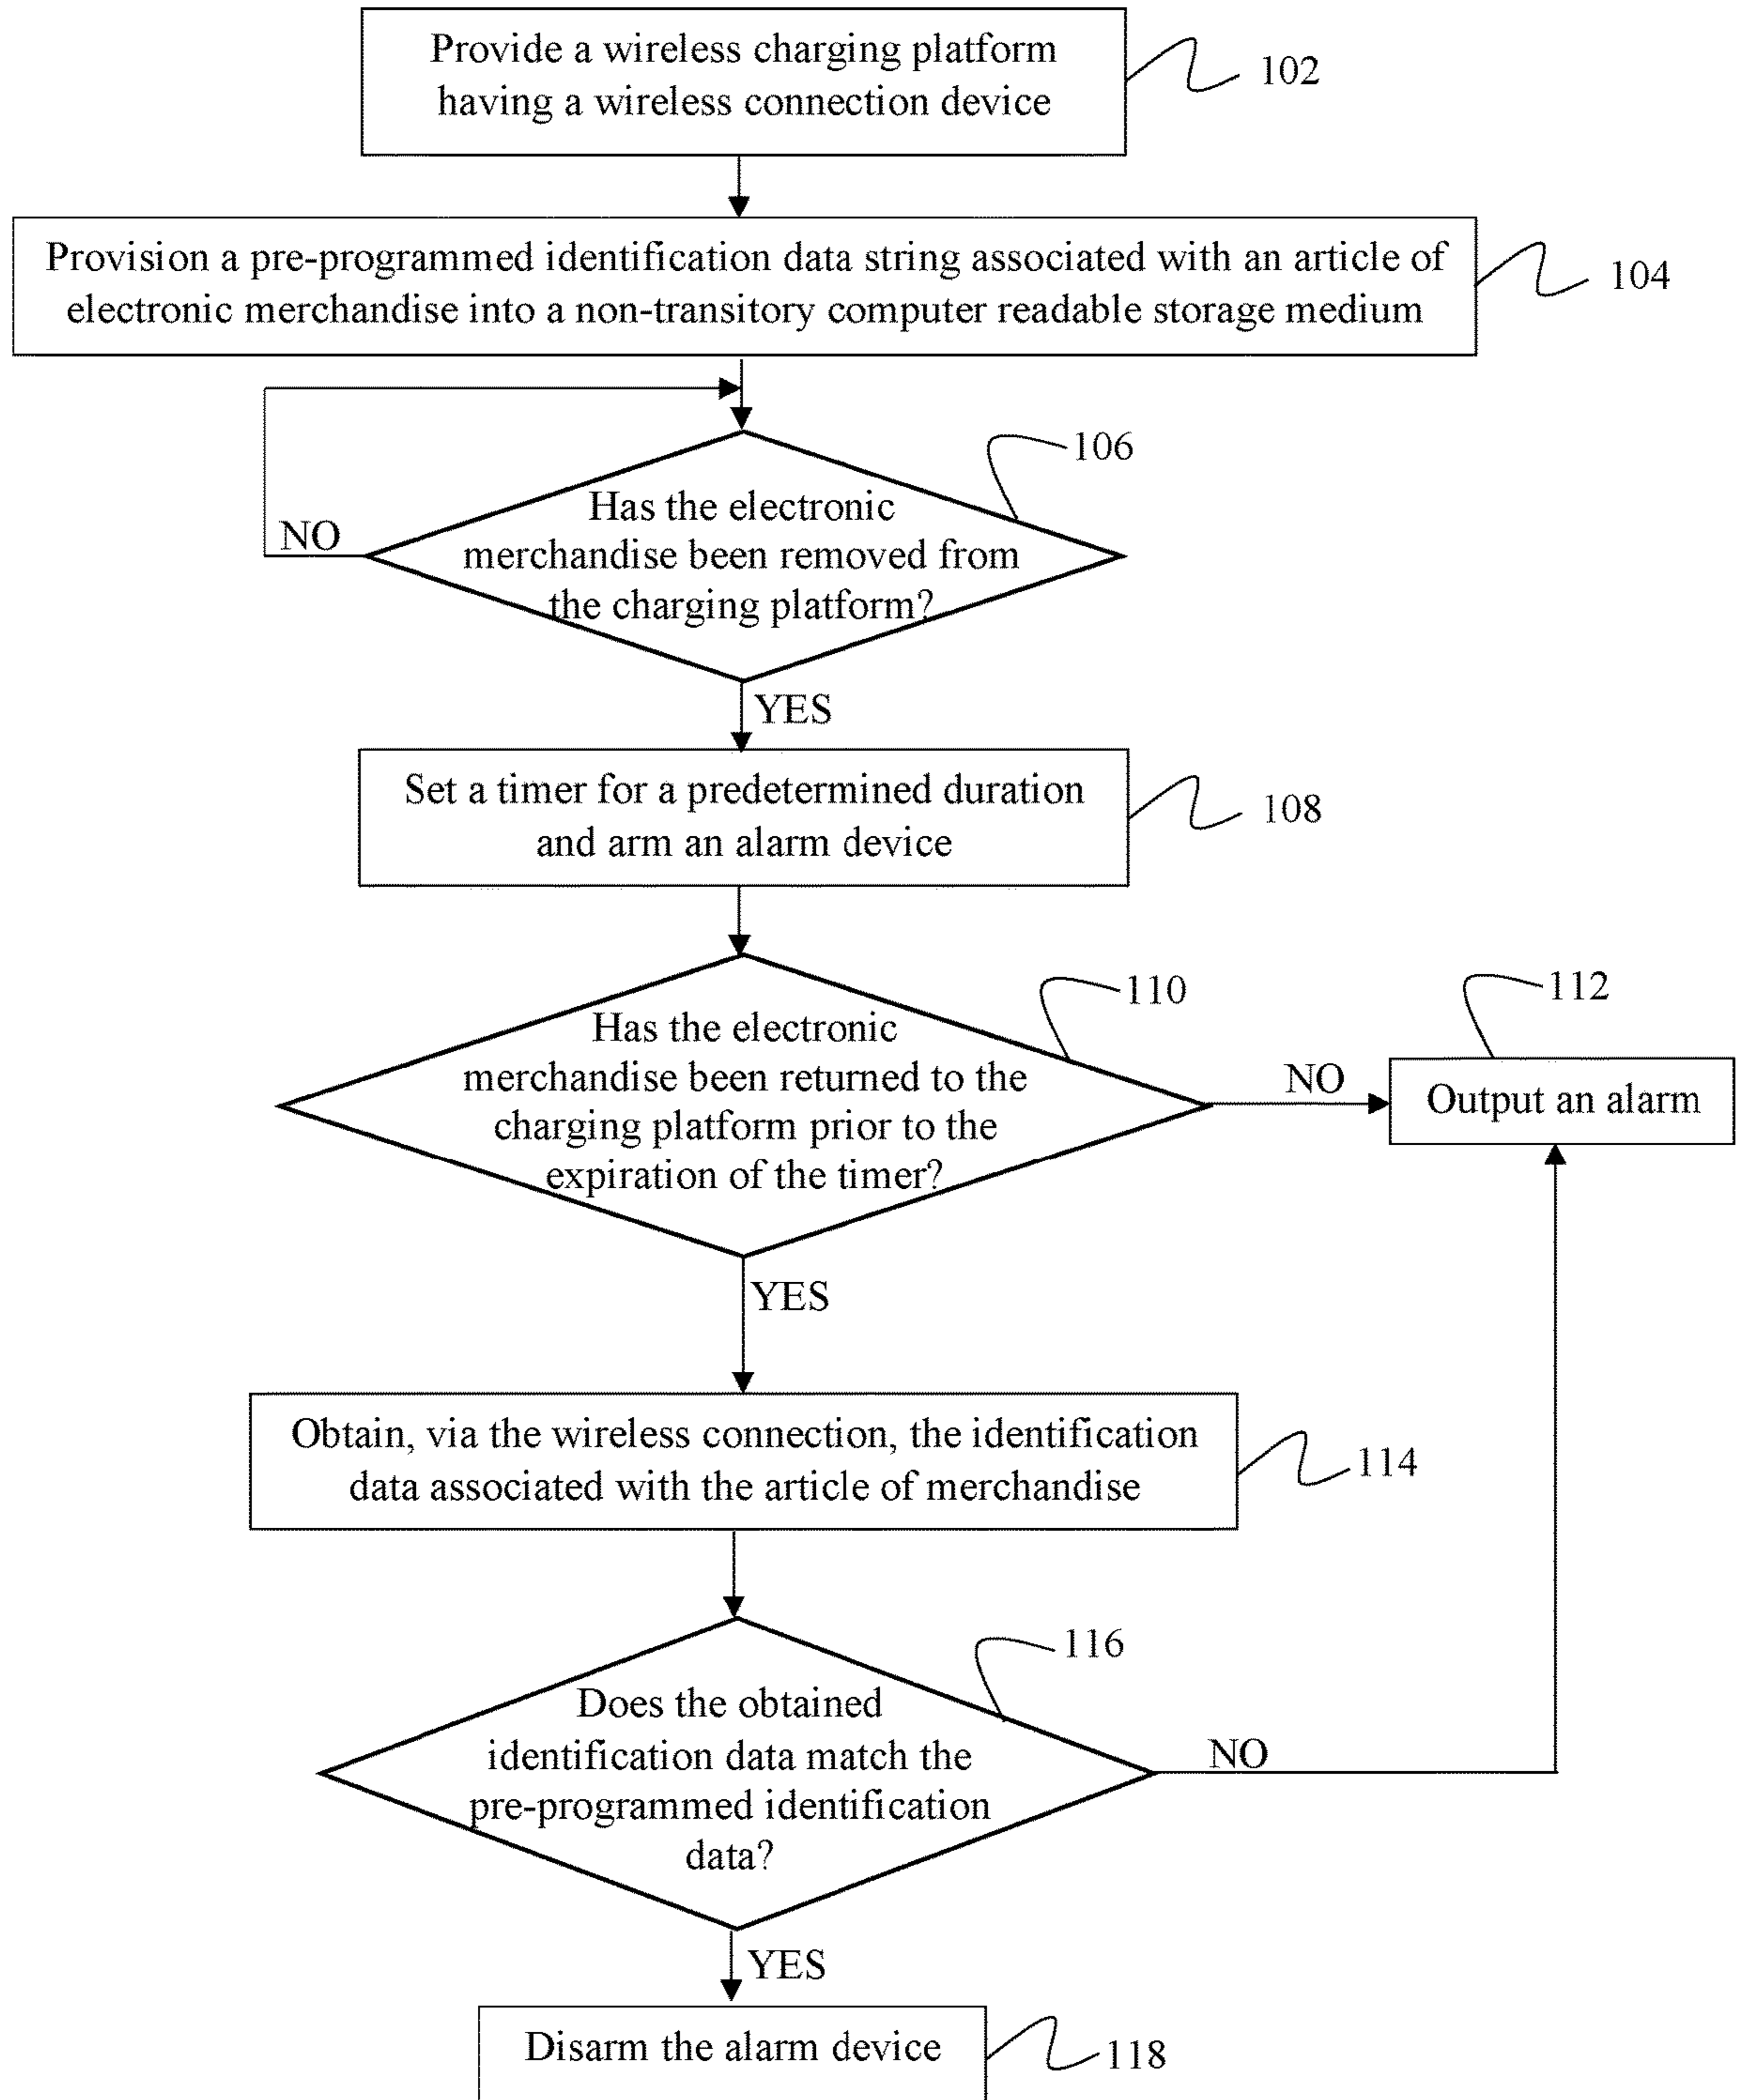 Provide a wireless charging platform
having a wireless connection device
102
Provision a pre-programmed identification data string associated with an article of
electronic merchandise into a non-transitory computer readable storage medium
104
106
Has the electronic
merchandise been removed from
the charging platform?
NO
YES
Set a timer for a predetermined duration
and arm an alarm device
108
110
112
Has the electronic
merchandise been returned to the
charging platform prior to the
expiration of the timer?
NO
Output an alarm
YES
Obtain, via the wireless connection, the identification
data associated with the article of merchandise
114
116
Does the obtained
identification data match the
pre-programmed identification
data?
NO
YES
Disarm the alarm device
118